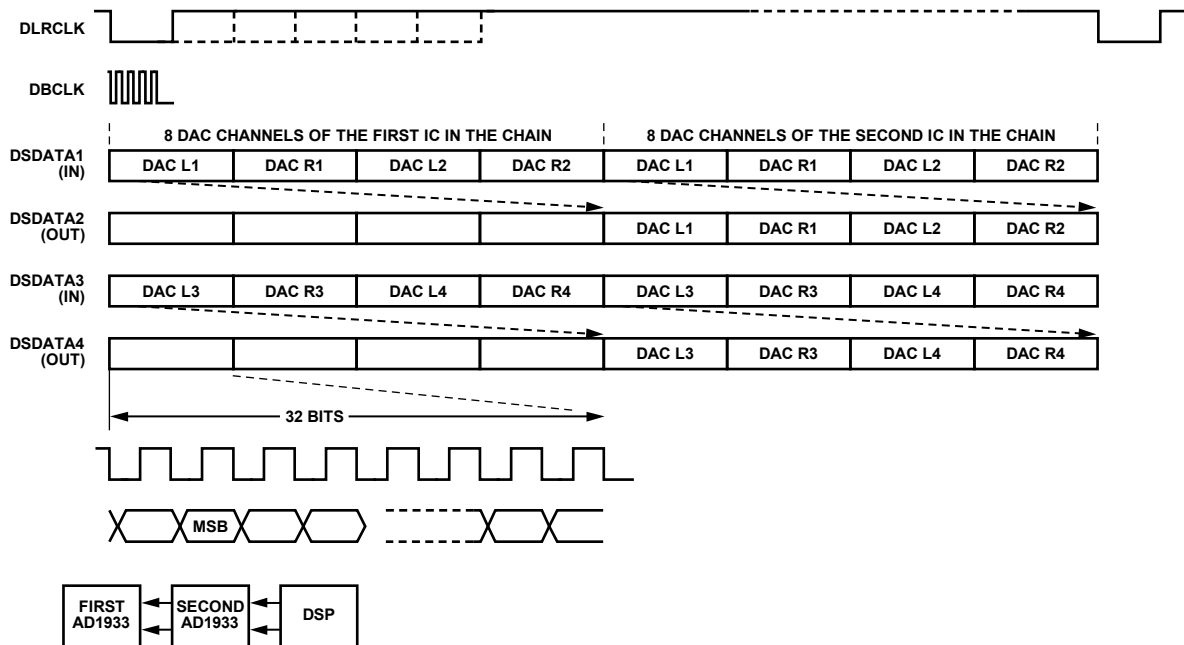 DLRCLK
DBCLK
8 DAC CHANNELS OF THE FIRST IC IN THE CHAIN 8 DAC CHANNELS OF THE SECOND IC IN THE CHAIN
DSDATA1
(IN)
DAC L1 DAC R1 DAC L2 DAC R2 DAC L1 DAC R1 DAC L2 DAC R2
DSDATA2
(OUT)
DAC L1 DAC R1 DAC L2 DAC R2
DSDATA3
(IN)
DAC L3 DAC R3 DAC L4 DAC R4 DAC L3 DAC R3 DAC L4 DAC R4
DSDATA4
(OUT)
DAC L3 DAC R3 DAC L4 DAC R4
32 BITS
MSB
FIRST
AD1933
SECOND
AD1933
DSP